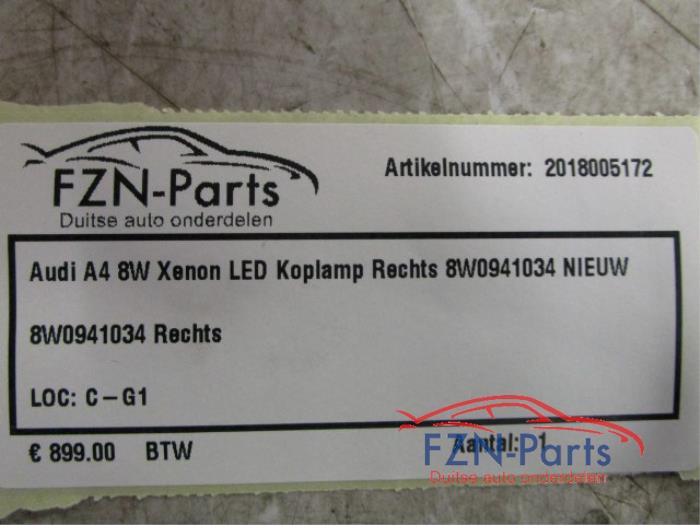 FZN-Parts
Duitse auto onderdelen
Artikelnummer: 2018005172
Audi A4 8W Xenon LED Koplamp Rechts 8W0941034 NIEUW
8W0941034 Rechts
LOC: C-G1
€ 899.00 BTW
Aantal: 1
FZN-Parts
Duitse auto onderdelen